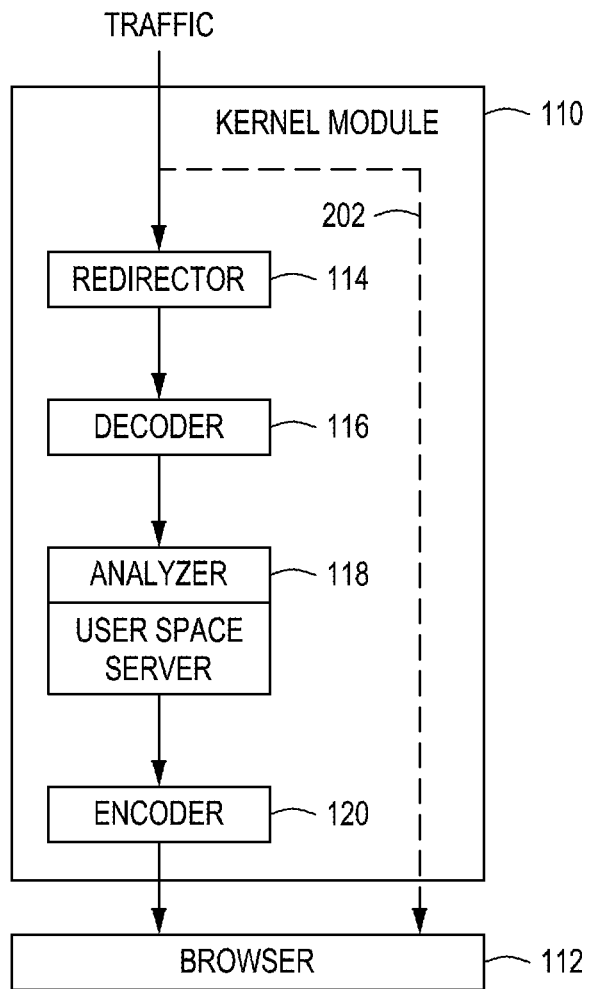 TRAFFIC
KERNEL MODULE
110
202
REDIRECTOR
114
DECODER
116
ANALYZER
118
USER SPACE
SERVER
ENCODER
120
BROWSER
112